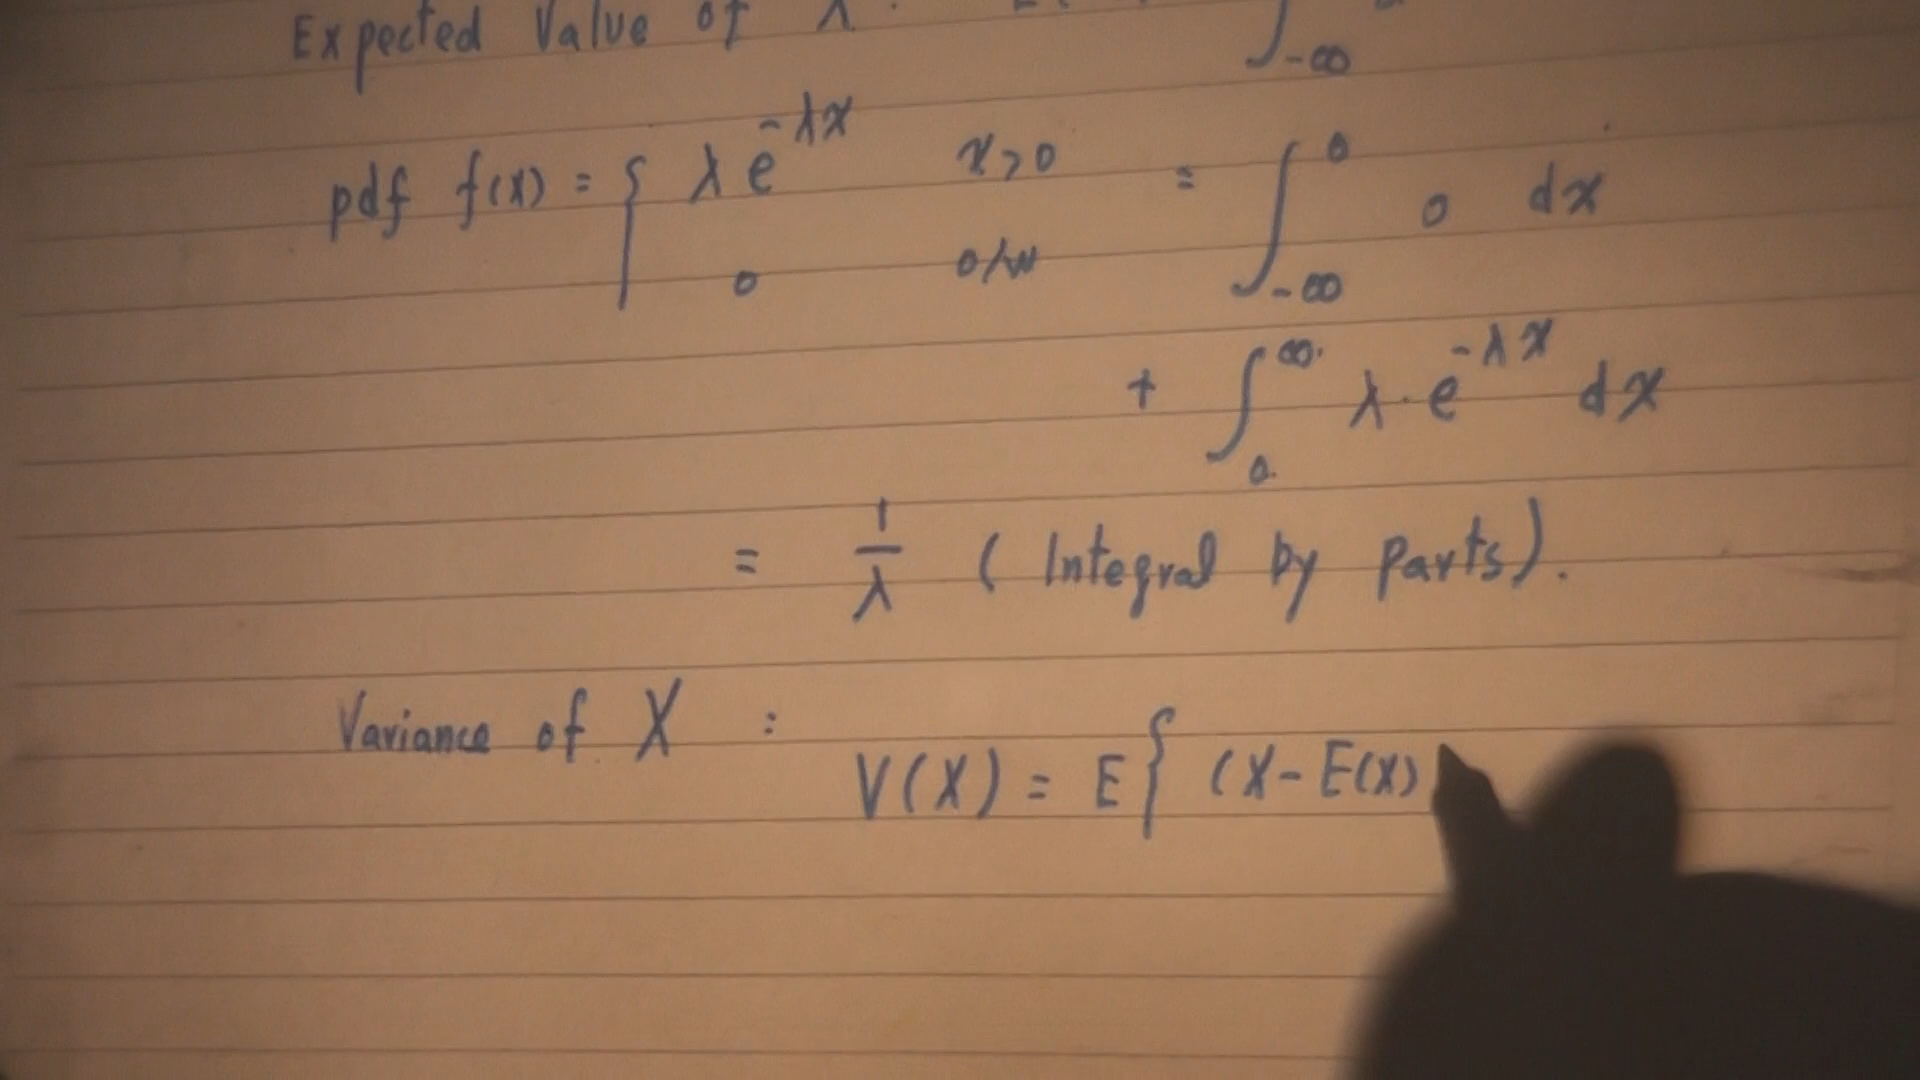 Expected Value of X :
∫_{-∞}
pdf f(x) = { λ e^{-λx} x>0 = ∫_{-∞}^{0} 0 dx
0 o/w
+ ∫_{0}^{∞} λ · e^{-λx} dx
= 1/λ ( Integral by parts).
Variance of X :
V(X) = E{ (X- E(X)